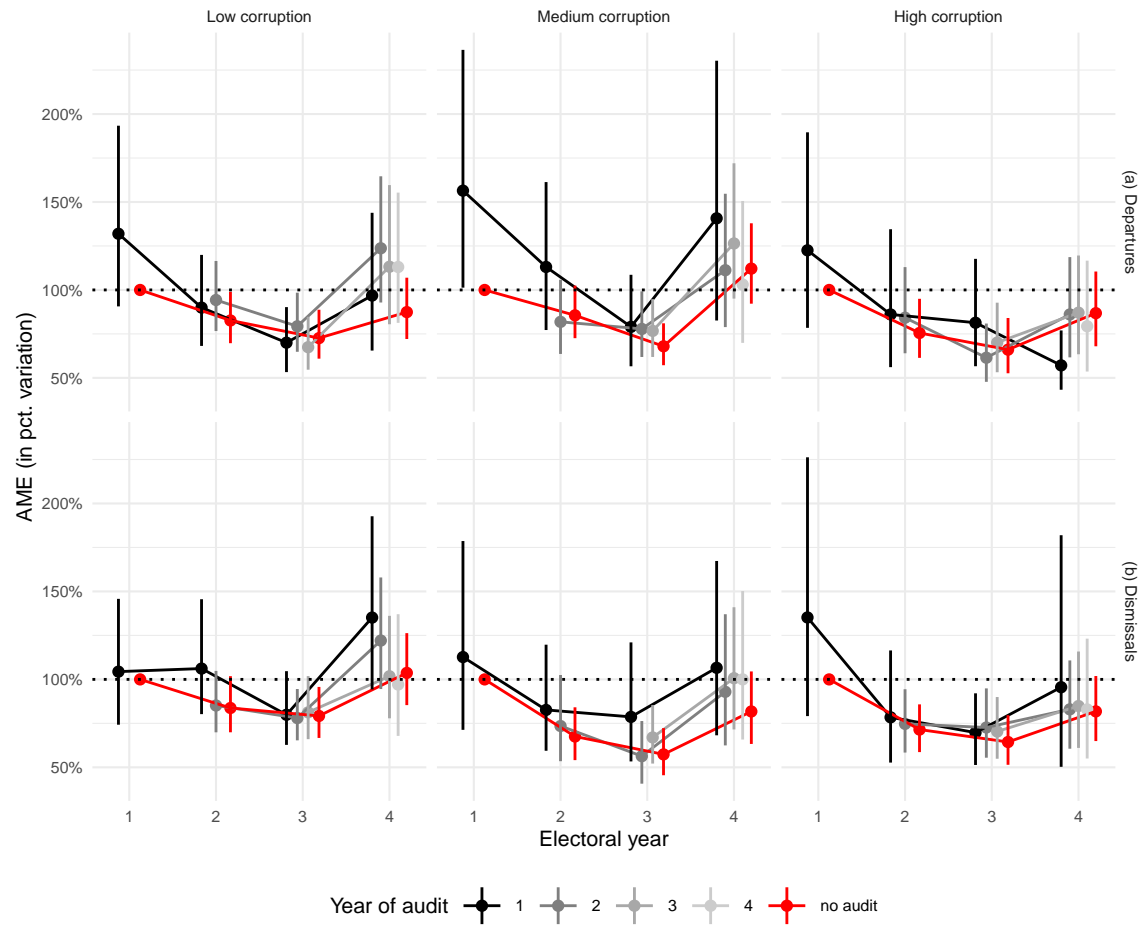 Low corruption Medium corruption High corruption
200%
150%
100%
50%
(a) Departures
AME (in pct. variation)
200%
150%
100%
50%
(b) Dismissals
1 2 3 4 1 2 3 4 1 2 3 4
Electoral year
Year of audit 1 2 3 4 no audit